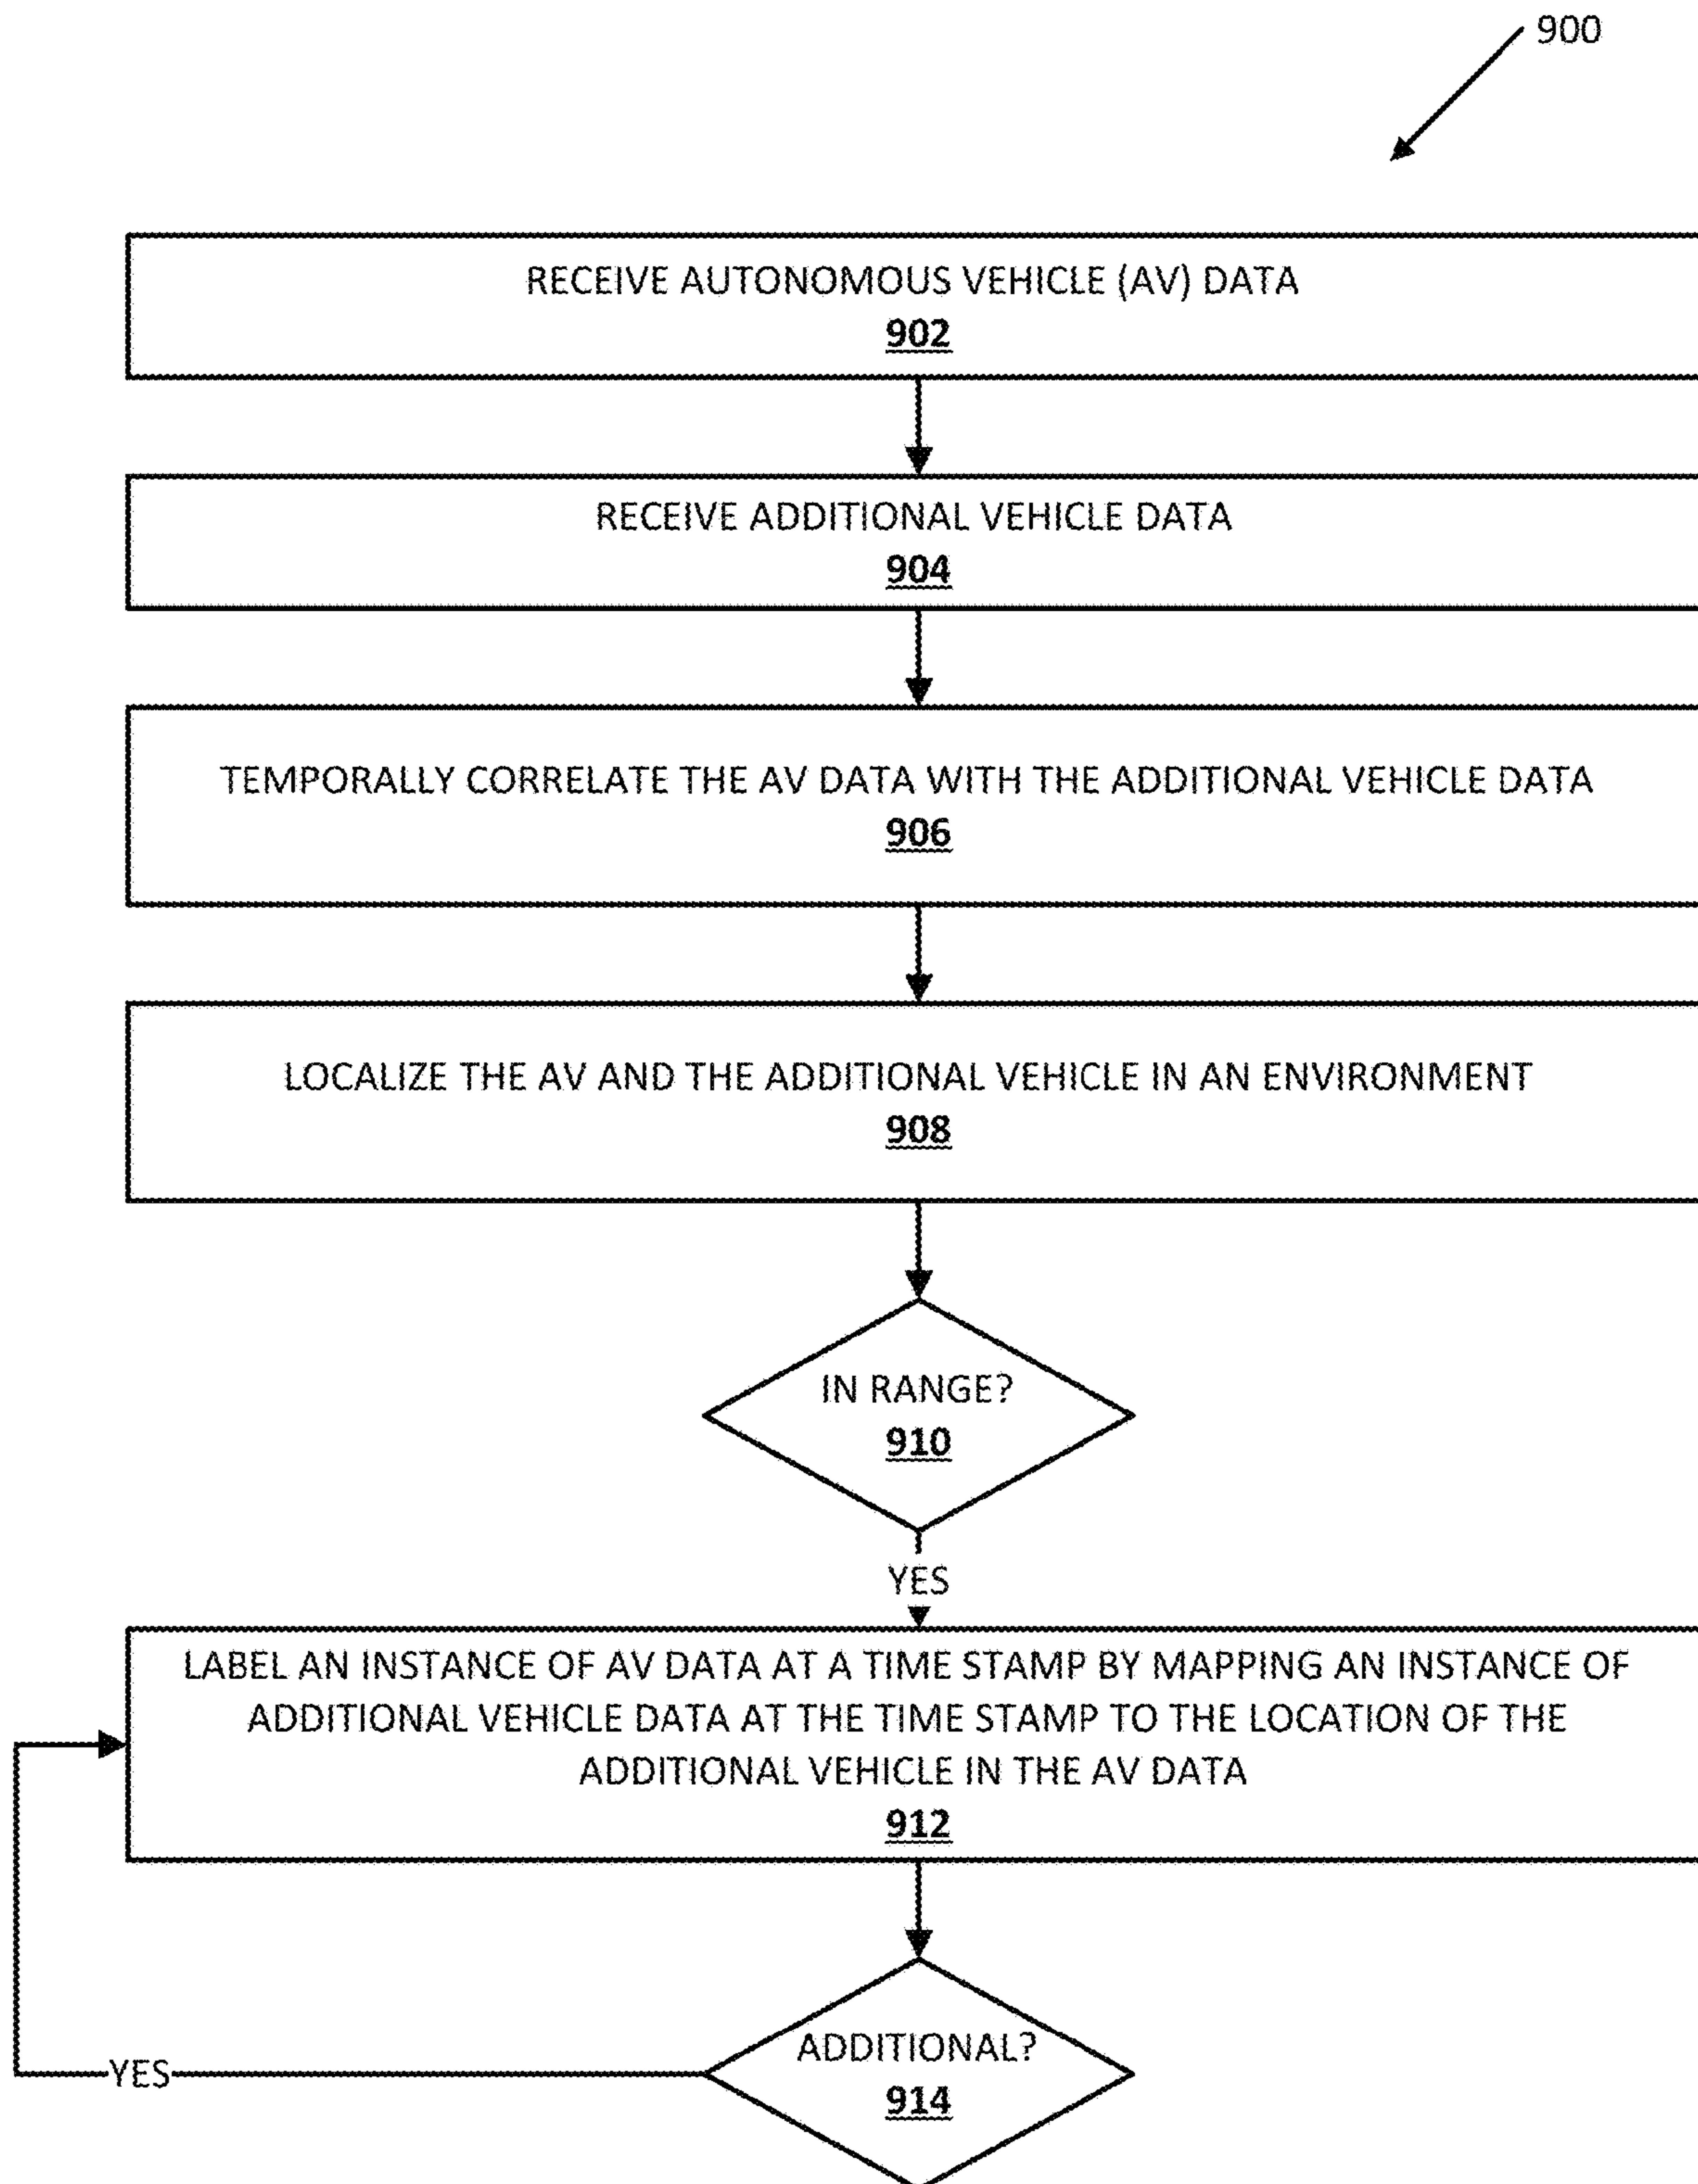 900
RECEIVE AUTONOMOUS VEHICLE (AV) DATA
902
RECEIVE ADDITIONAL VEHICLE DATA
904
TEMPORALLY CORRELATE THE AV DATA WITH THE ADDITIONAL VEHICLE DATA
906
LOCALIZE THE AV AND THE ADDITIONAL VEHICLE IN AN ENVIRONMENT
908
IN RANGE?
910
YES
LABEL AN INSTANCE OF AV DATA AT A TIME STAMP BY MAPPING AN INSTANCE OF
ADDITIONAL VEHICLE DATA AT THE TIME STAMP TO THE LOCATION OF THE
ADDITIONAL VEHICLE IN THE AV DATA
912
ADDITIONAL?
914
YES